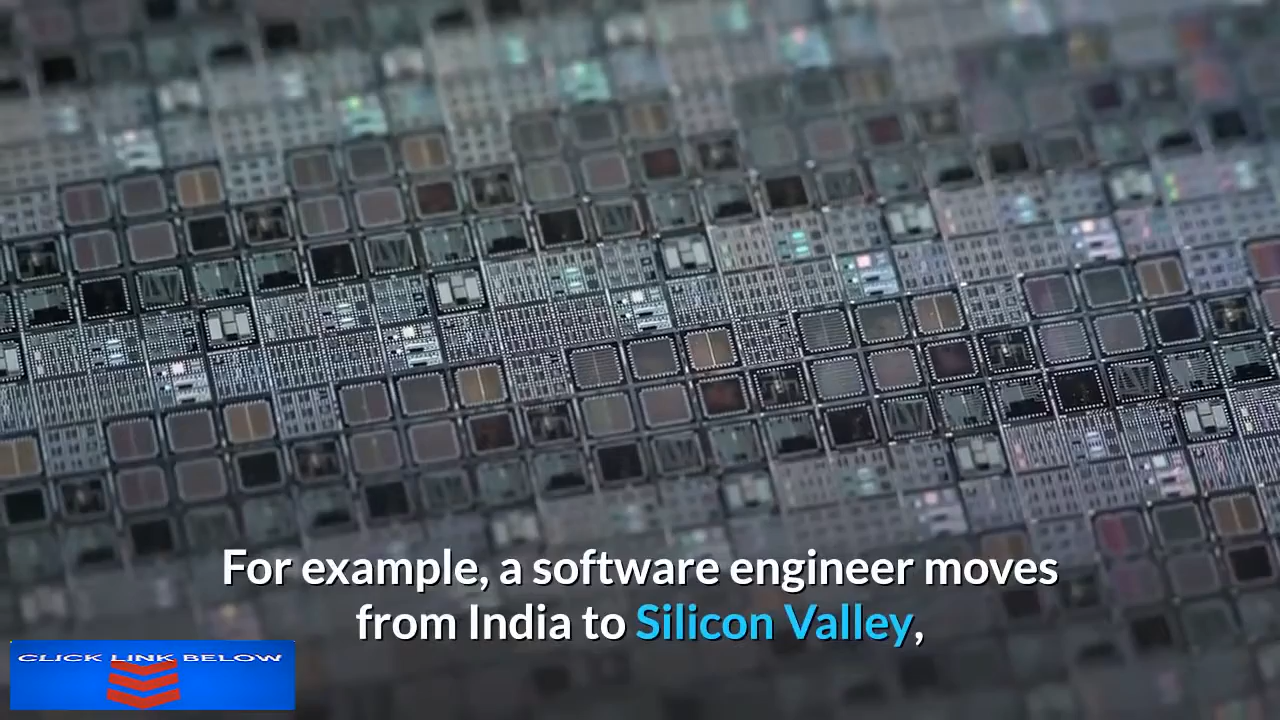 For example, a software engineer moves
from India to Silicon Valley,
CLICK LINK BELOW